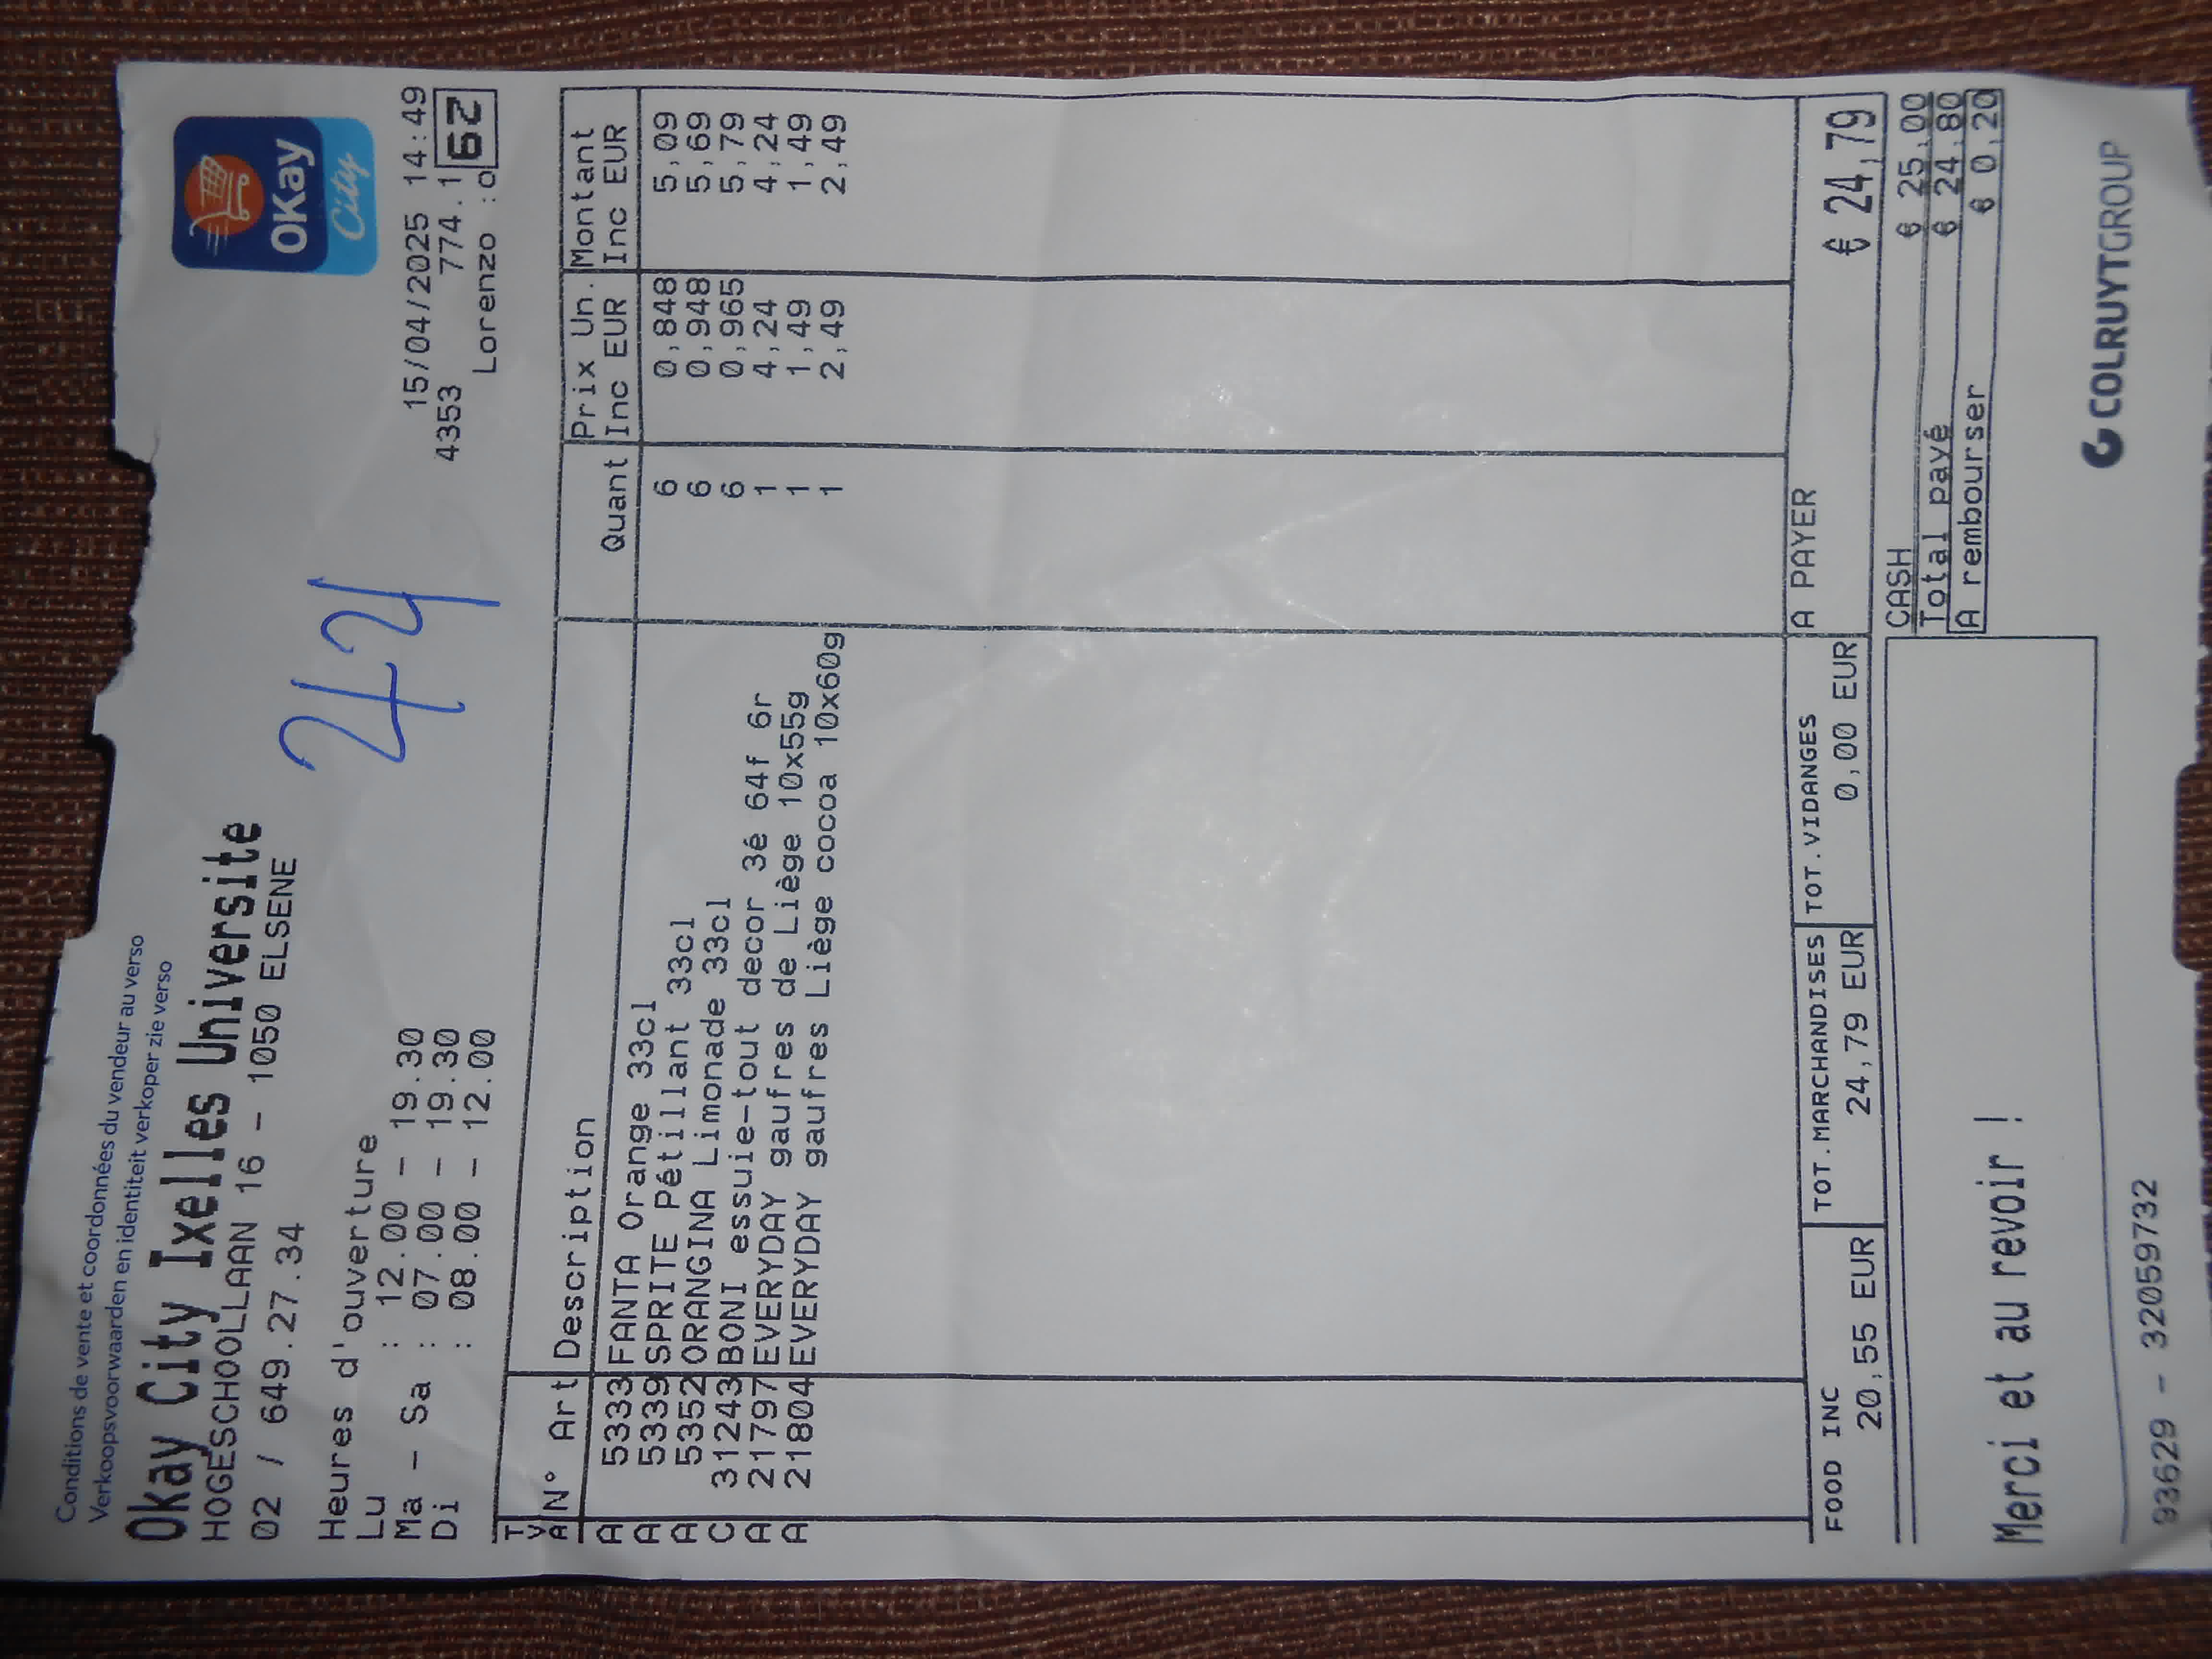 Conditions de vente et coordonnées du vendeur au verso
Verkoopsvoorwaarden en identiteit verkoper zie verso
OKay
City
Okay City Ixelles Universite
HOGESCHOOLLAAN 16 - 1050 ELSENE
02 / 649.27.34
15/04/2025 14:49
4353 774.1
62
Lorenzo :o
Heures d'ouverture
Lu : 12.00 - 19.30
Ma - Sa : 07.00 - 19.30
Di : 08.00 - 12.00
TVA N° Art Description Quant Prix Un. Inc EUR Montant Inc EUR
A 5333 FANTA Orange 33cl 6 0,848 5,09
A 5339 SPRITE Pétillant 33cl 6 0,948 5,69
A 5352 ORANGINA Limonade 33cl 6 0,965 5,79
C 31243 BONI essuie-tout decor 3é 64f 6r 1 4,24 4,24
A 21797 EVERYDAY gaufres de Liège 10x55g 1 1,49 1,49
A 21804 EVERYDAY gaufres Liège cocoa 10x60g 1 2,49 2,49
FOOD INC TOT.MARCHANDISES TOT.VIDANGES A PAYER
20,55 EUR 24,79 EUR 0,00 EUR € 24,79
CASH € 25,00
Total payé € 24,80
A rembourser € 0,20
Merci et au revoir !
COLRUYTGROUP
93629 - 32059732